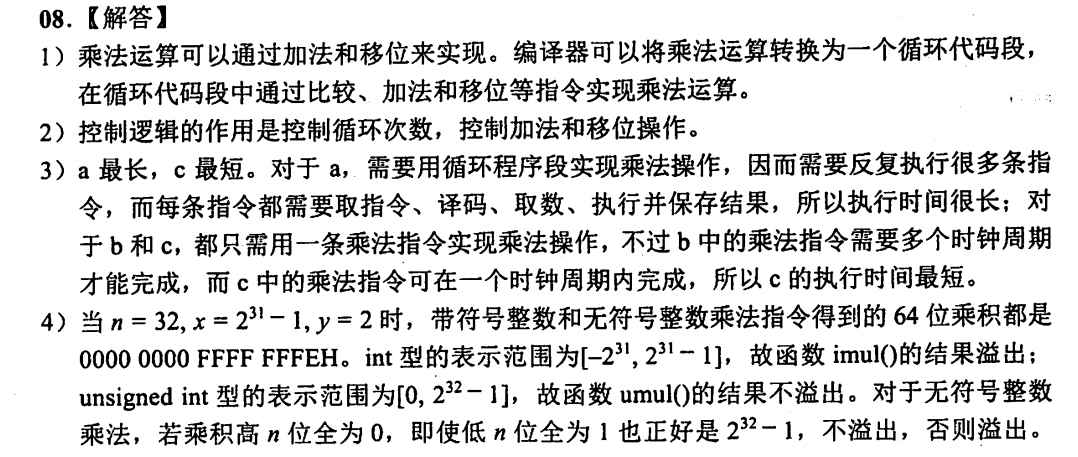 08.【解答】
1）乘法运算可以通过加法和移位来实现。编译器可以将乘法运算转换为一个循环代码段，
在循环代码段中通过比较、加法和移位等指令实现乘法运算。
2）控制逻辑的作用是控制循环次数，控制加法和移位操作。
3）a 最长，c 最短。对于 a，需要用循环程序段实现乘法操作，因而需要反复执行很多条指
令，而每条指令都需要取指令、译码、取数、执行并保存结果，所以执行时间很长；对
于 b 和 c，都只需用一条乘法指令实现乘法操作，不过 b 中的乘法指令需要多个时钟周期
才能完成，而 c 中的乘法指令可在一个时钟周期内完成，所以 c 的执行时间最短。
4）当 n = 32, x = 2³¹ − 1, y = 2 时，带符号整数和无符号整数乘法指令得到的 64 位乘积都是
0000 0000 FFFF FFFEH。int 型的表示范围为[−2³¹, 2³¹ − 1]，故函数 imul()的结果溢出；
unsigned int 型的表示范围为[0, 2³² − 1]，故函数 umul()的结果不溢出。对于无符号整数
乘法，若乘积高 n 位全为 0，即使低 n 位全为 1 也正好是 2³² − 1，不溢出，否则溢出。